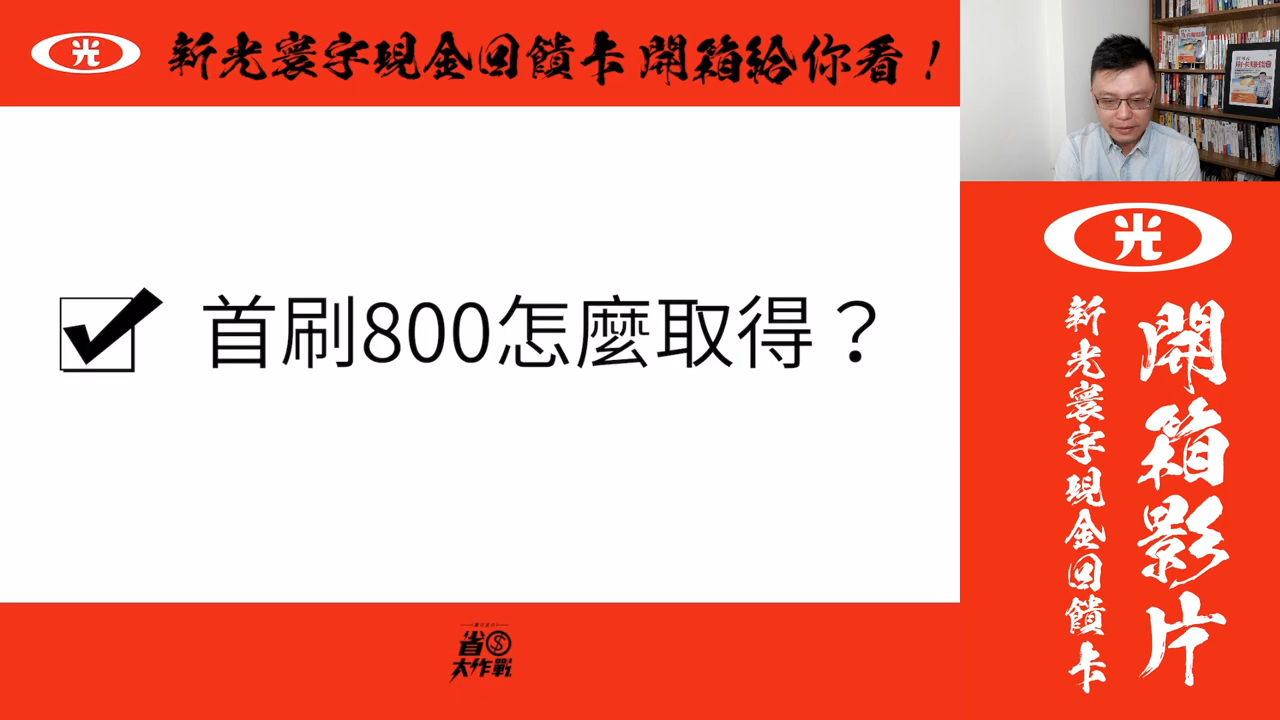 光
新光寰宇現金回饋卡 開箱給你看！
首刷800怎麼取得？
省$
大作戰
光
開箱影片
新光寰宇現金回饋卡